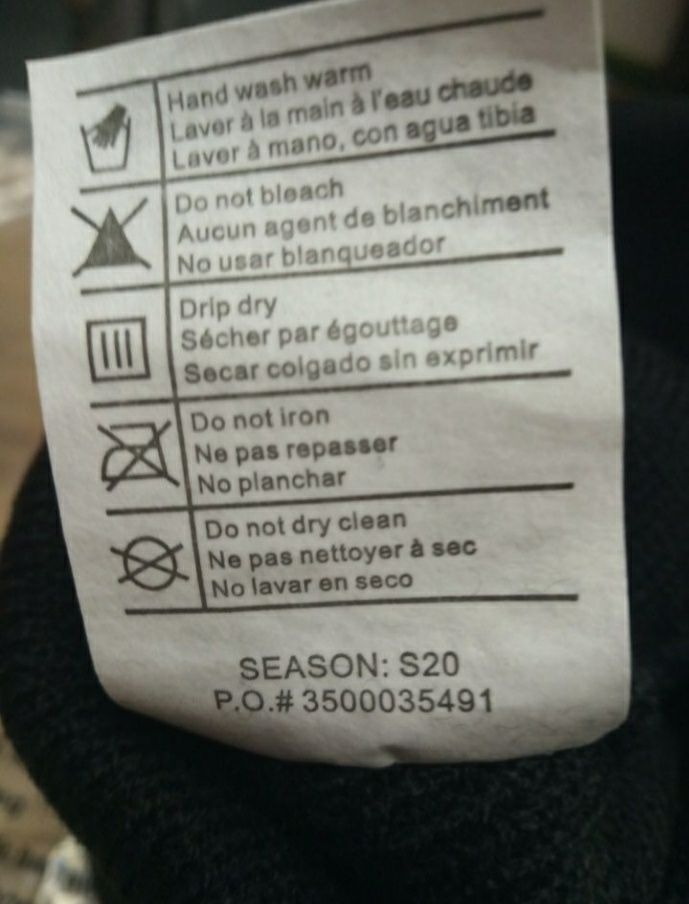 Hand wash warm
Laver à la main à l'eau chaude
Laver à mano, con agua tibia
Do not bleach
Aucun agent de blanchiment
No usar blanqueador
Drip dry
Sécher par égouttage
Secar colgado sin exprimir
Do not iron
Ne pas repasser
No planchar
Do not dry clean
Ne pas nettoyer à sec
No lavar en seco
SEASON: S20
P.O.# 3500035491